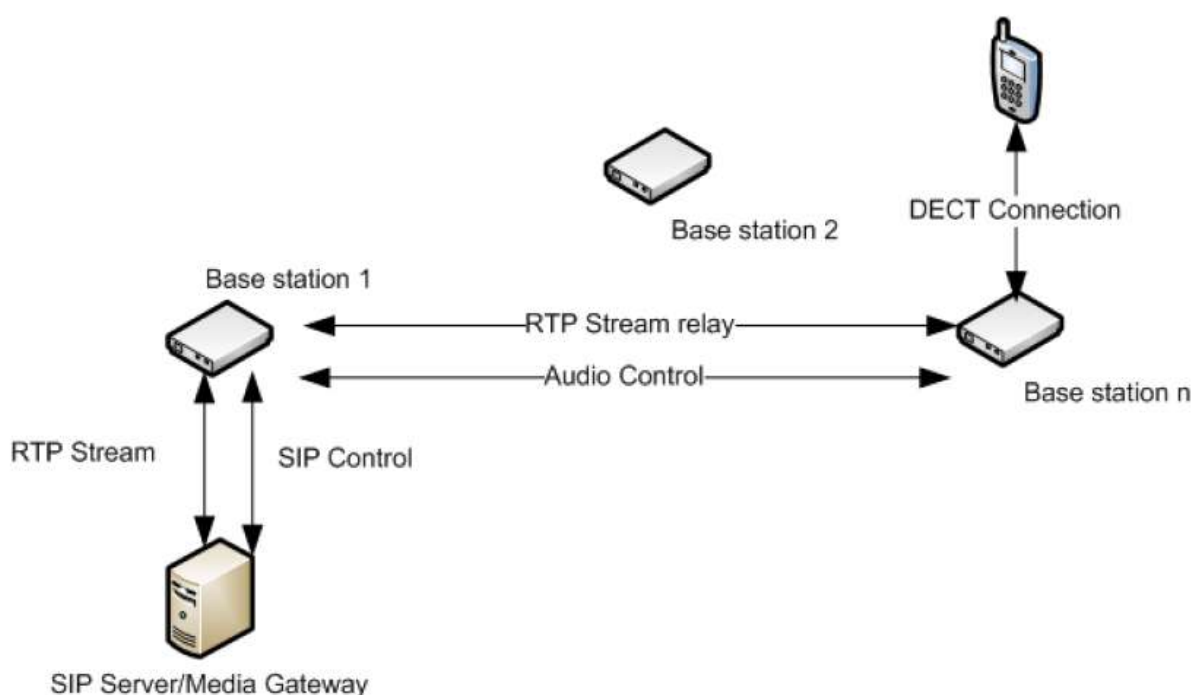 DECT Connection
Base station 2
Base station 1
RTP Stream relay
Audio Control
Base station n
RTP Stream
SIP Control
SIP Server/Media Gateway